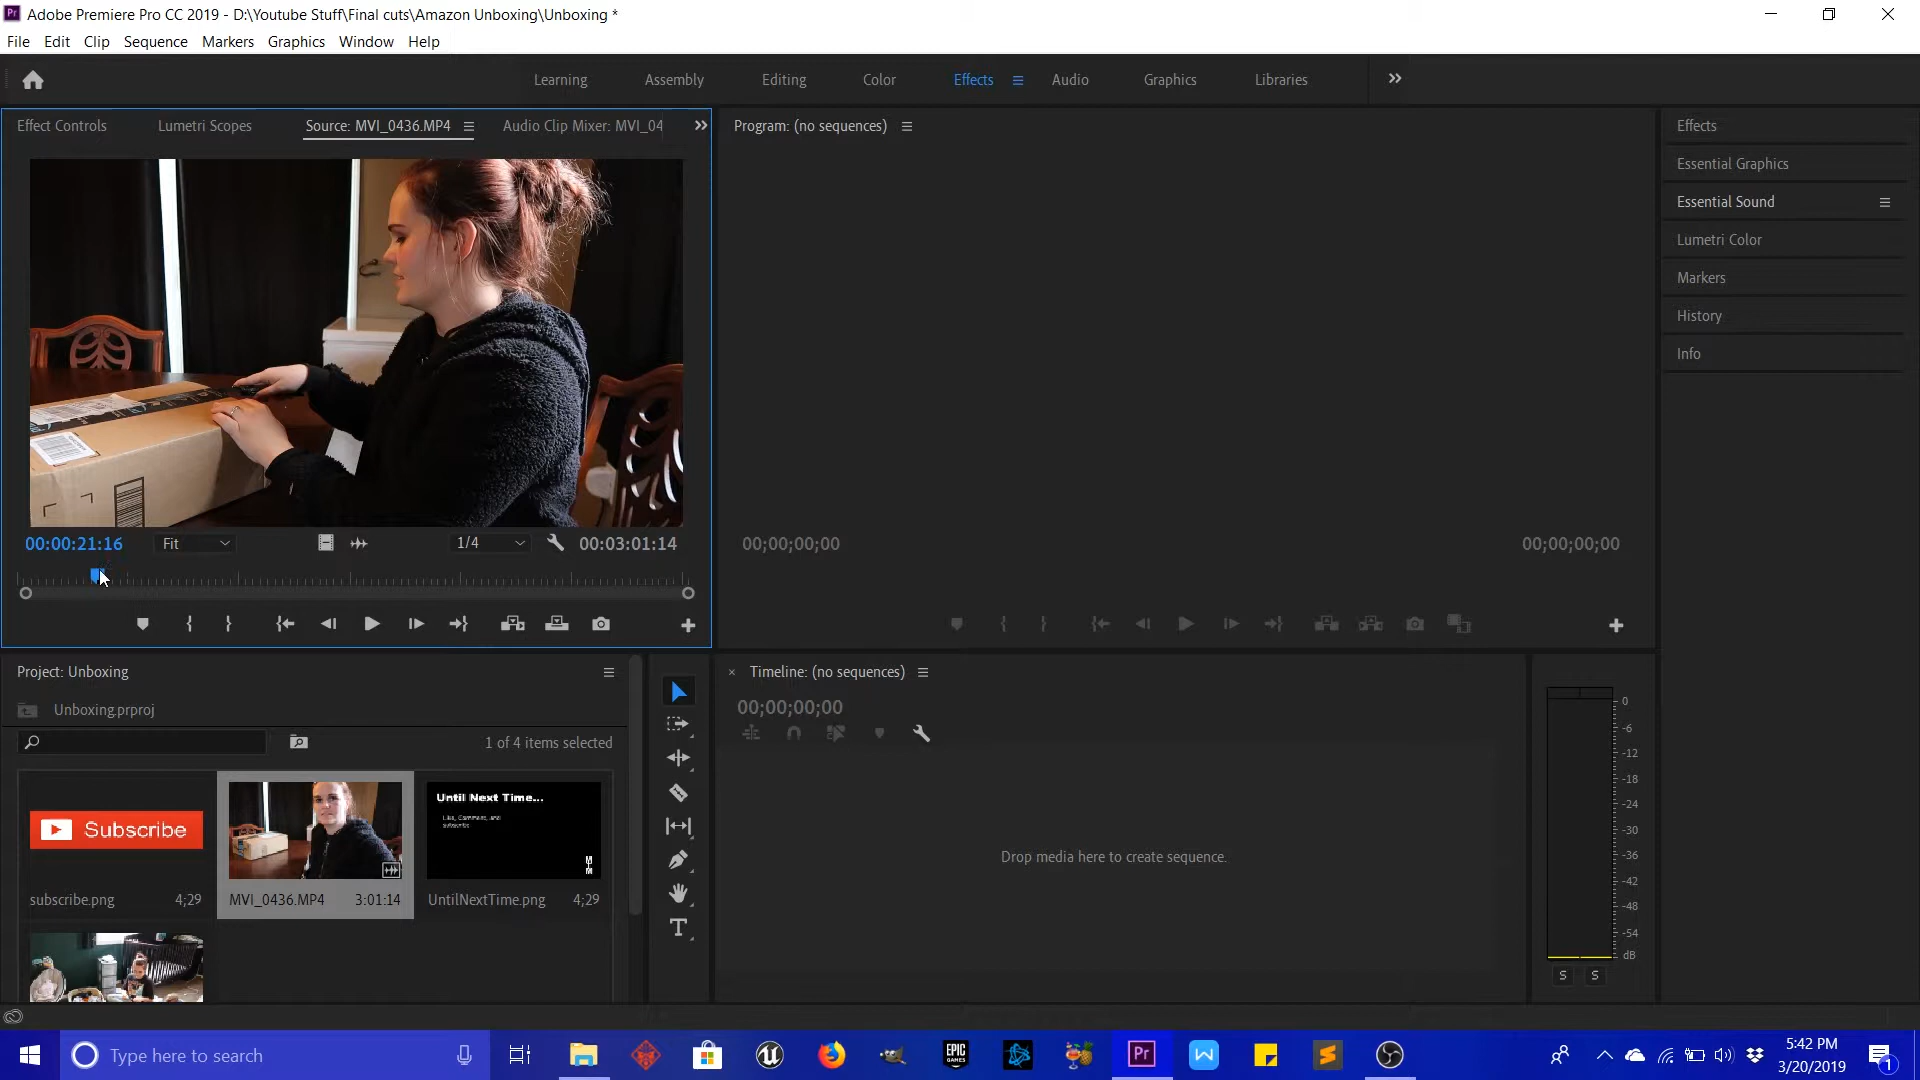 Adobe Premiere Pro CC 2019 - D:\Youtube Stuff\Final cuts\Amazon Unboxing\Unboxing *
File Edit Clip Sequence Markers Graphics Window Help
Learning Assembly Editing Color Effects Audio Graphics Libraries
Effect Controls Lumetri Scopes Source: MVI_0436.MP4 Audio Clip Mixer: MVI_04
Program: (no sequences)
00:00:21:16 Fit 1/4 00:03:01:14
00;00;00;00 00;00;00;00
Effects
Essential Graphics
Essential Sound
Lumetri Color
Markers
History
Info
Project: Unboxing
Unboxing.prproj
1 of 4 items selected
Subscribe
subscribe.png 4;29
MVI_0436.MP4 3:01:14
Until Next Time...
Like, Comment, and
subscribe
UntilNextTime.png 4;29
T
Timeline: (no sequences)
00;00;00;00
Drop media here to create sequence.
0
-6
-12
-18
-24
-30
-36
-42
-48
-54
dB
S S
Type here to search
EPIC
GAMES
Pr
W
5:42 PM
3/20/2019
1